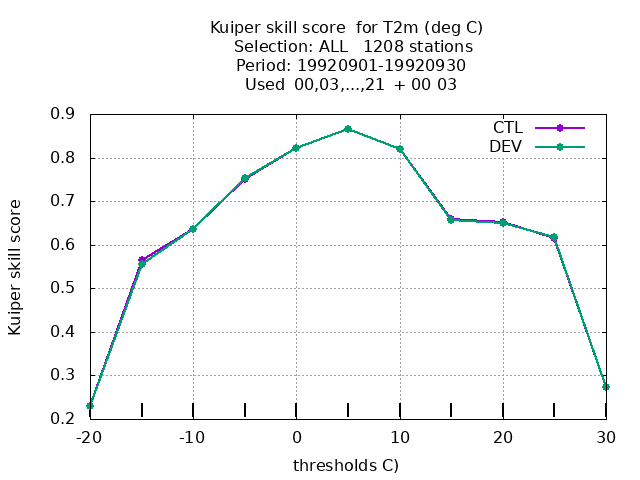 Kuiper skill score  for T2m (deg C)
Selection: ALL   1208 stations
Period: 19920901-19920930
Used  00,03,...,21  + 00 03
CTL
DEV
0.9
0.8
0.7
0.6
0.5
0.4
0.3
0.2
Kuiper skill score
-20 -10 0 10 20 30
thresholds C)